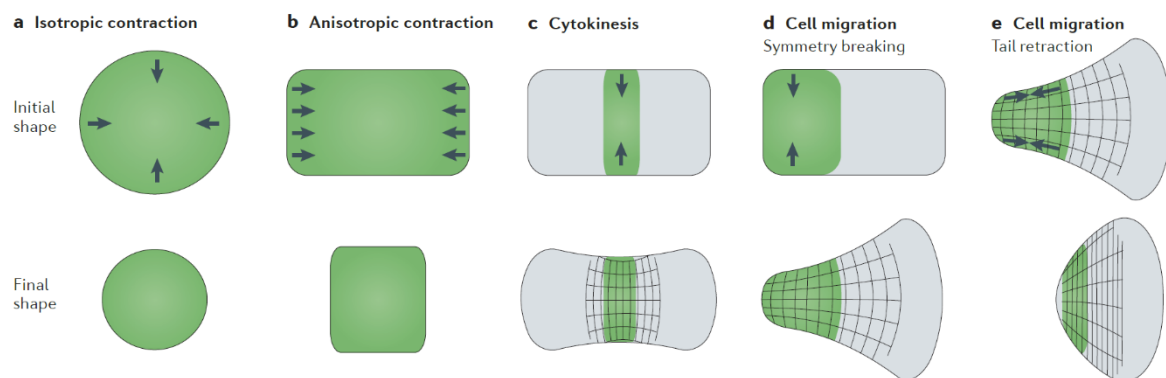 a Isotropic contraction
b Anisotropic contraction
c Cytokinesis
d Cell migration
Symmetry breaking
e Cell migration
Tail retraction
Initial
shape
Final
shape